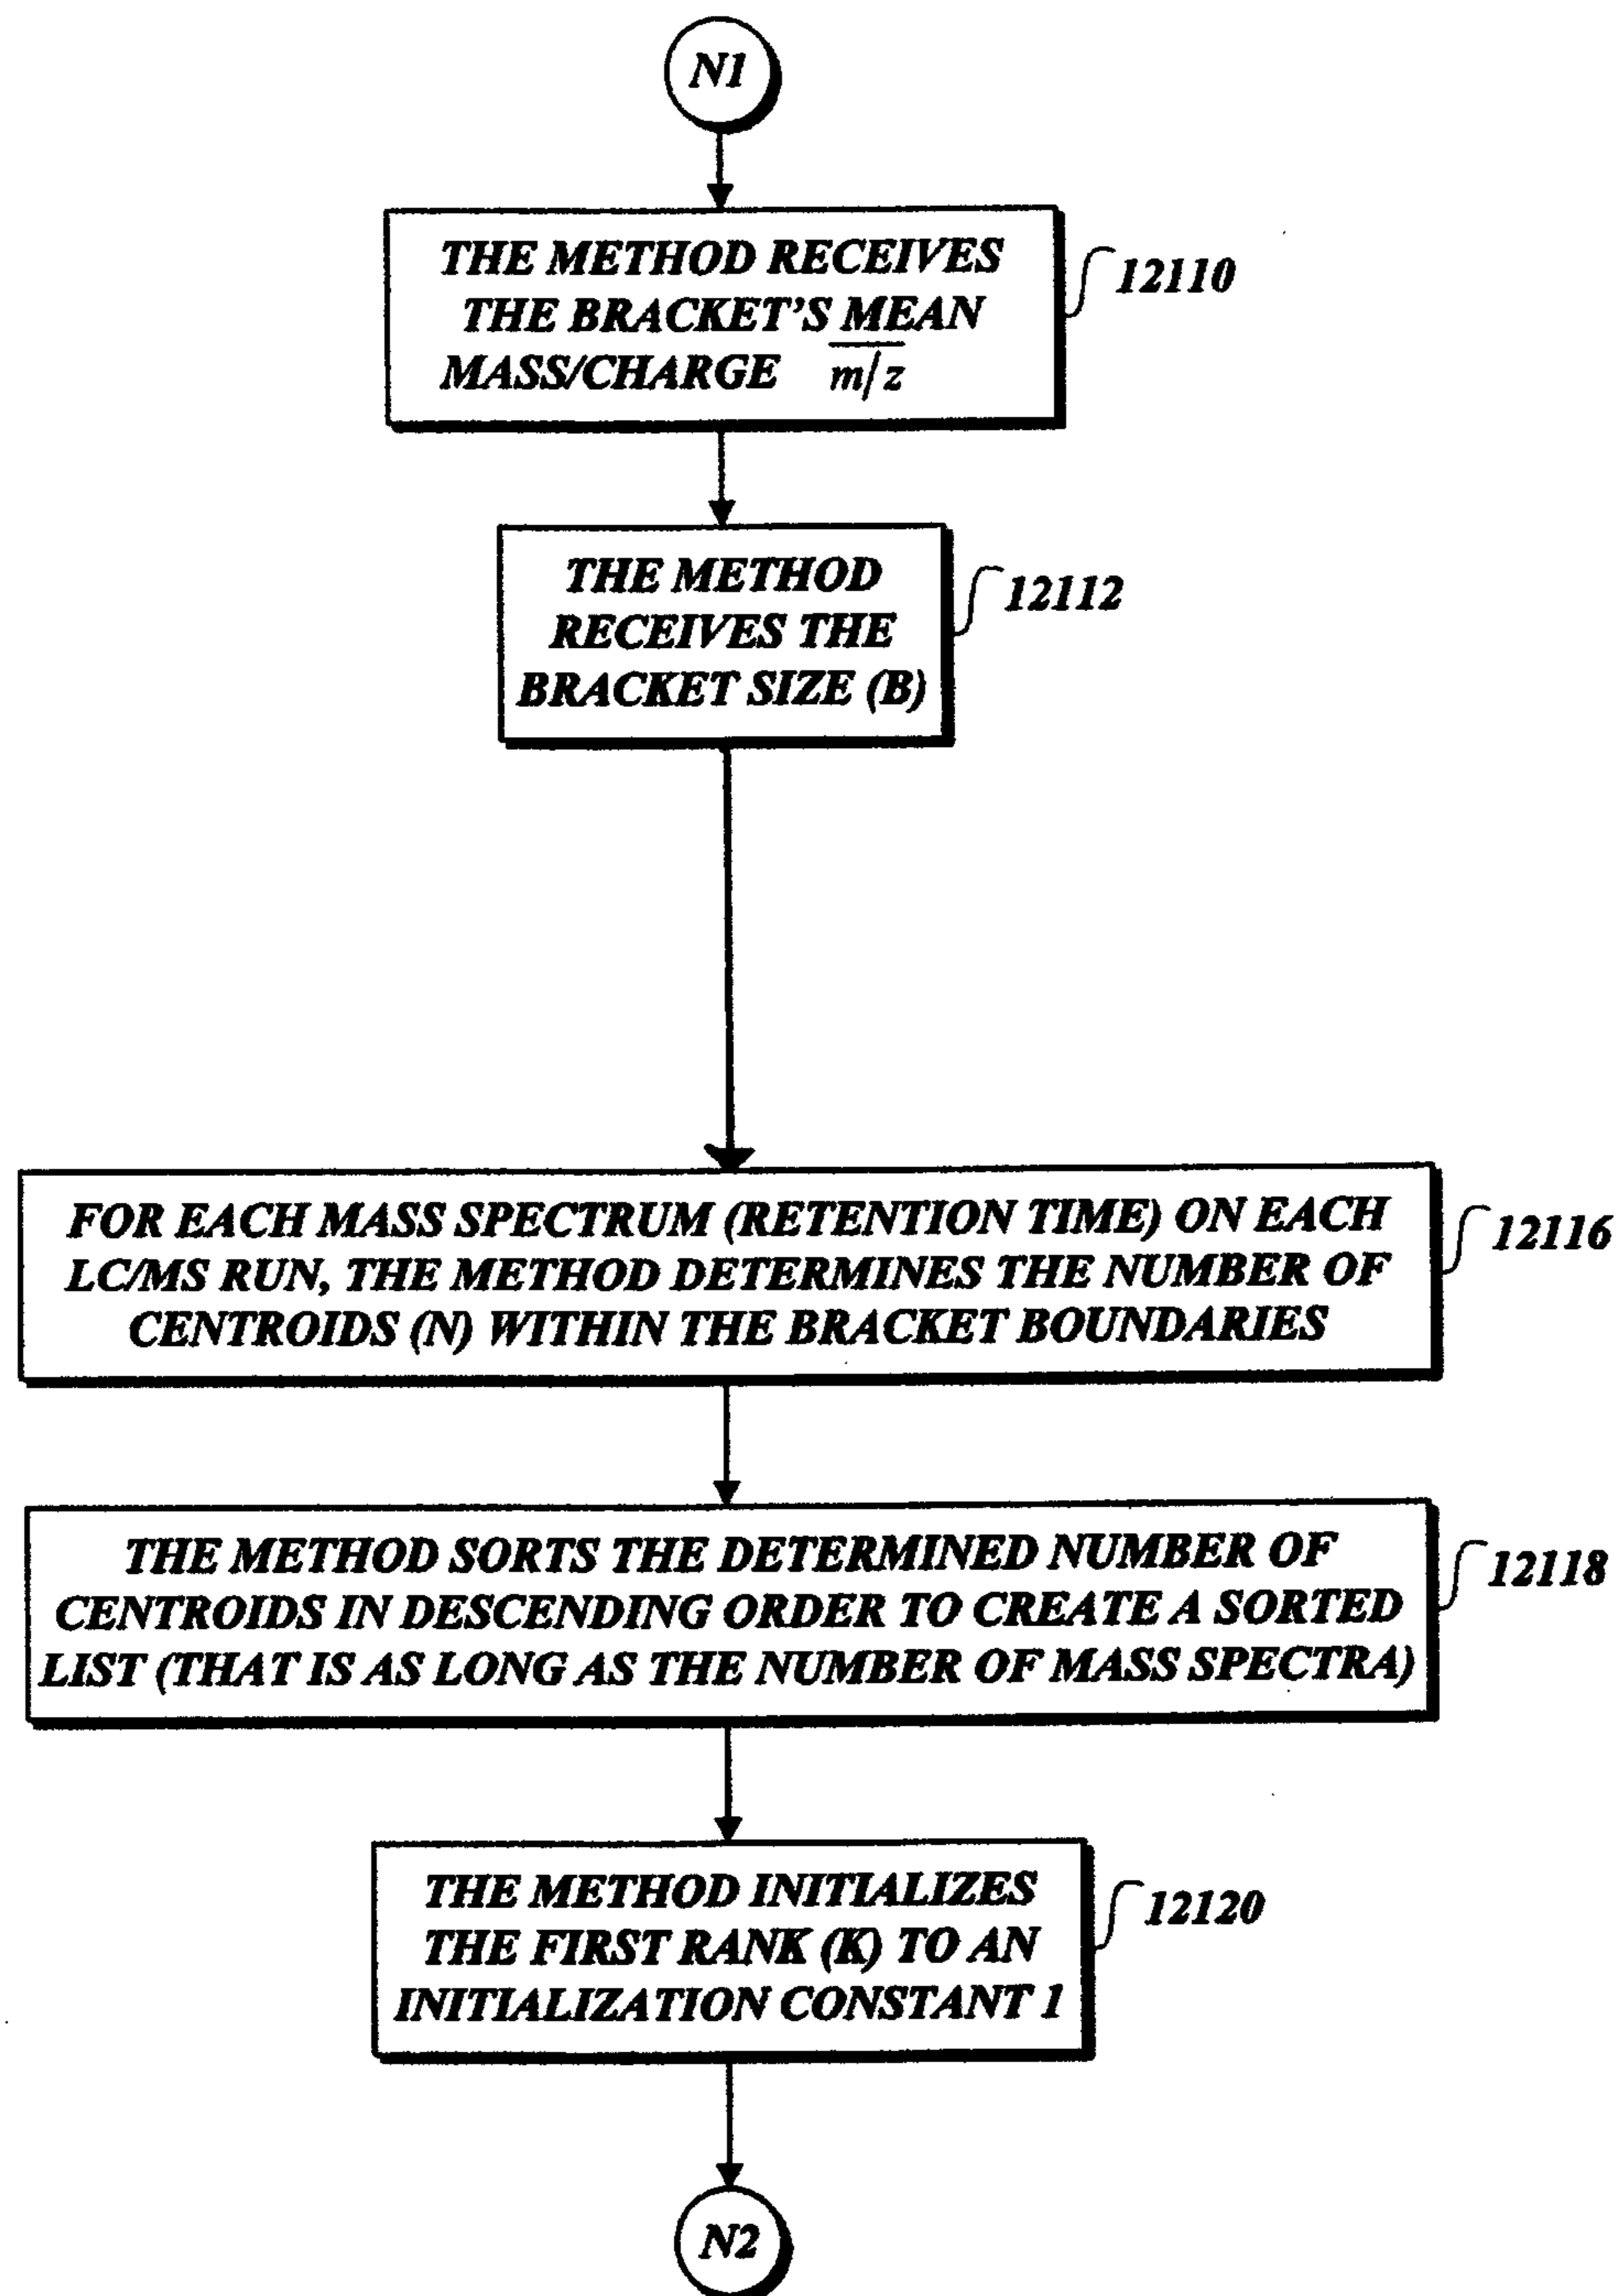 N1
THE METHOD RECEIVES
THE BRACKET'S MEAN
MASS/CHARGE m/z
12110
THE METHOD
RECEIVES THE
BRACKET SIZE (B)
12112
FOR EACH MASS SPECTRUM (RETENTION TIME) ON EACH
LC/MS RUN, THE METHOD DETERMINES THE NUMBER OF
CENTROIDS (N) WITHIN THE BRACKET BOUNDARIES
12116
THE METHOD SORTS THE DETERMINED NUMBER OF
CENTROIDS IN DESCENDING ORDER TO CREATE A SORTED
LIST (THAT IS AS LONG AS THE NUMBER OF MASS SPECTRA)
12118
THE METHOD INITIALIZES
THE FIRST RANK (K) TO AN
INITIALIZATION CONSTANT 1
12120
N2